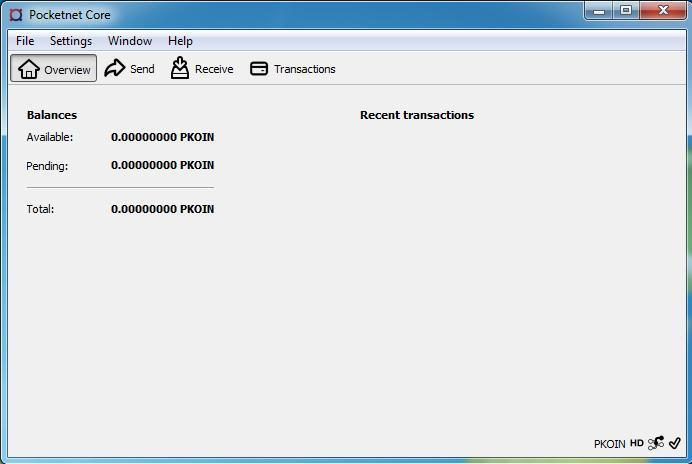 Pocketnet Core
File Settings Window Help
Overview Send Receive Transactions
Balances Recent transactions
Available: 0.00000000 PKOIN
Pending: 0.00000000 PKOIN
Total: 0.00000000 PKOIN
PKOIN HD